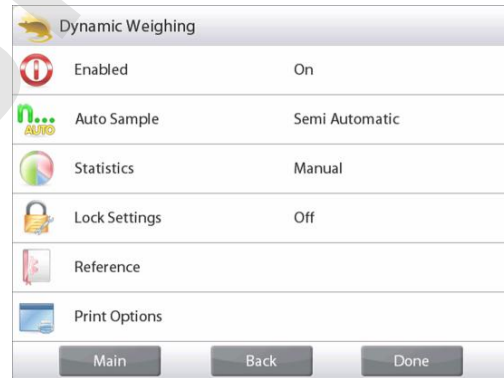 Dynamic Weighing
Enabled On
n... AUTO Auto Sample Semi Automatic
Statistics Manual
Lock Settings Off
Reference
Print Options
Main Back Done